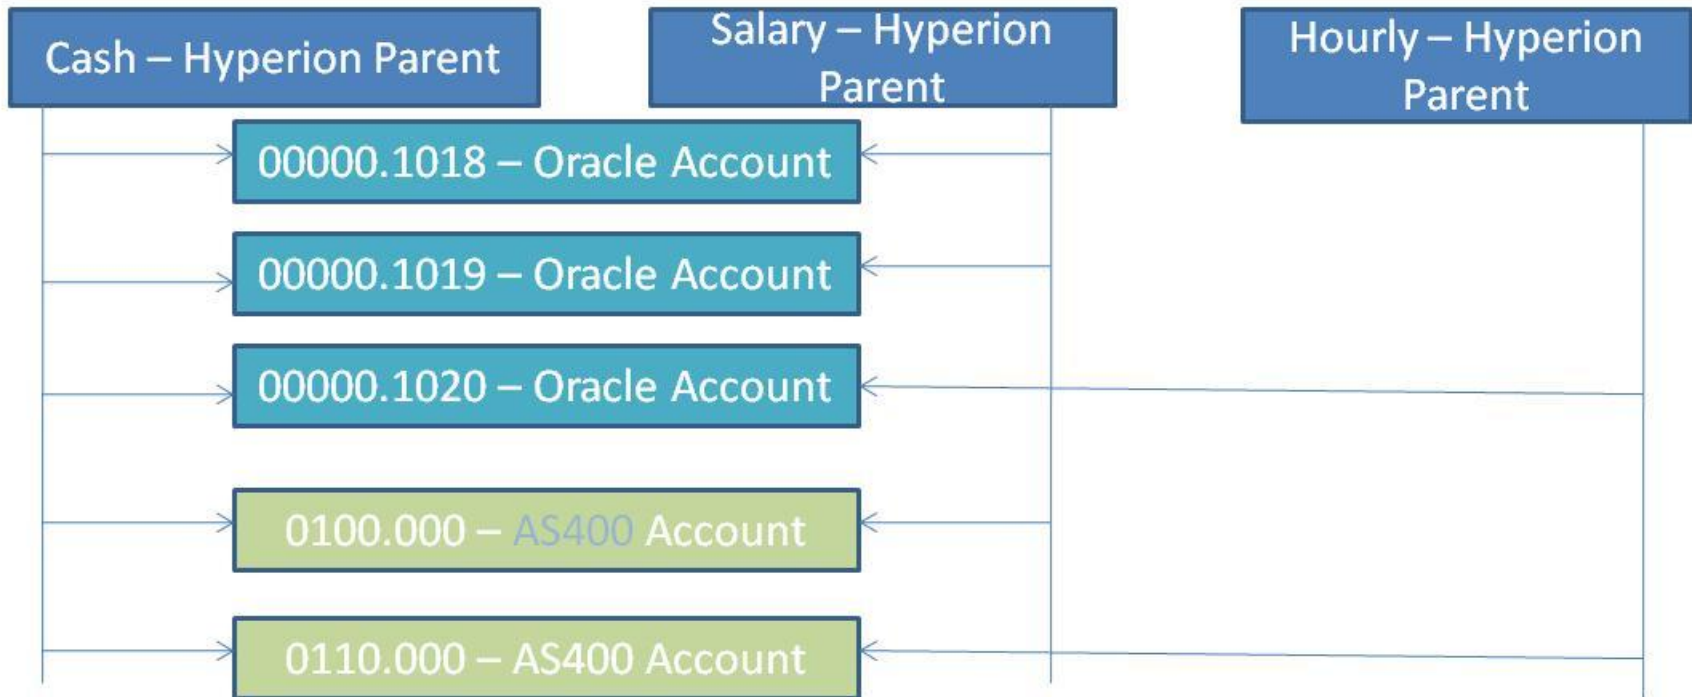 Cash – Hyperion Parent
Salary – Hyperion
Parent
Hourly – Hyperion
Parent
00000.1018 – Oracle Account
00000.1019 – Oracle Account
00000.1020 – Oracle Account
0100.000 – AS400 Account
0110.000 – AS400 Account